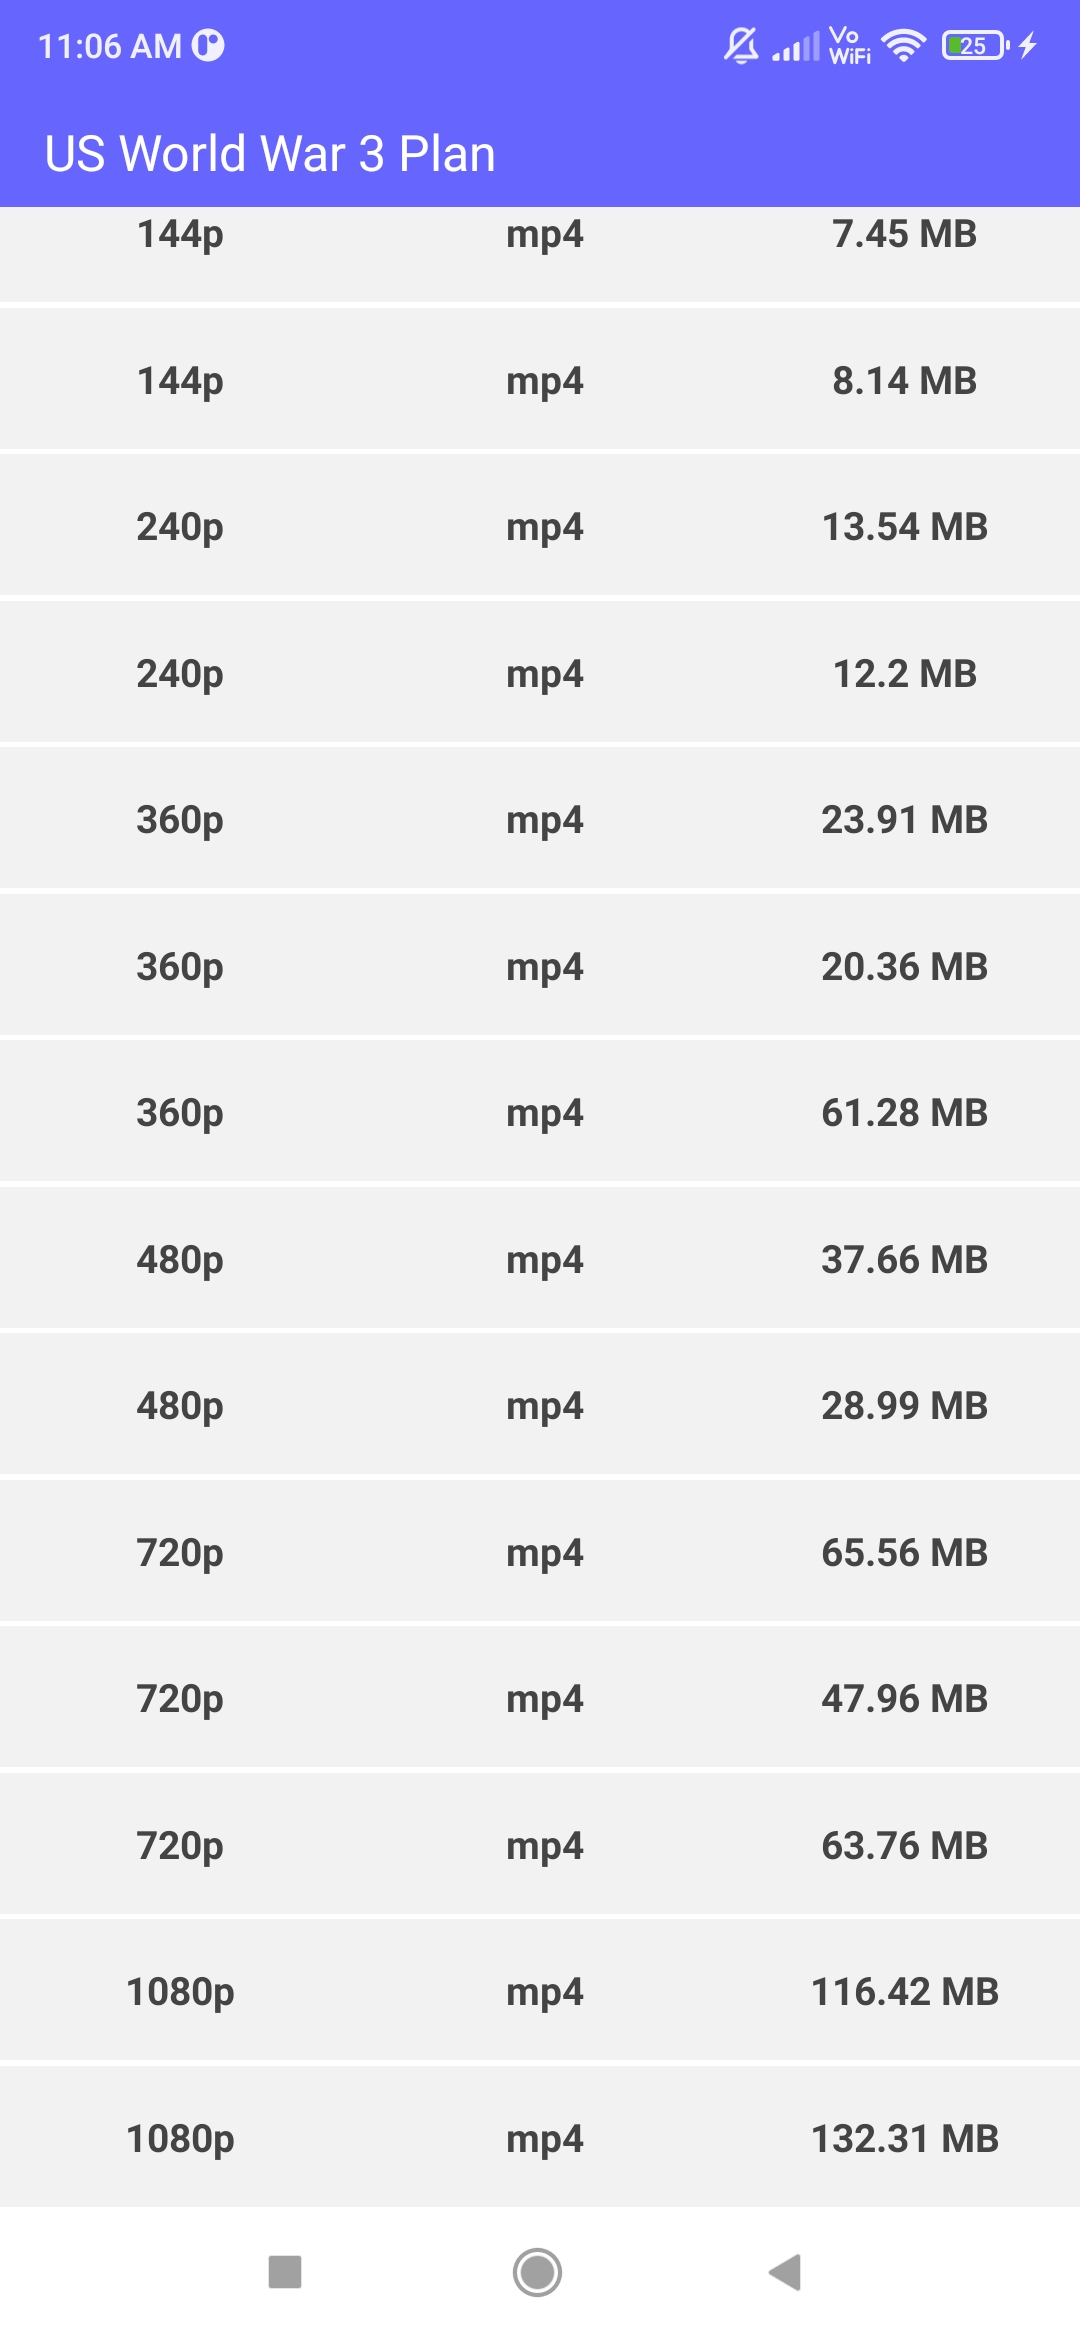 11:06 AM Vo WiFi 25
US World War 3 Plan
144p mp4 7.45 MB
144p mp4 8.14 MB
240p mp4 13.54 MB
240p mp4 12.2 MB
360p mp4 23.91 MB
360p mp4 20.36 MB
360p mp4 61.28 MB
480p mp4 37.66 MB
480p mp4 28.99 MB
720p mp4 65.56 MB
720p mp4 47.96 MB
720p mp4 63.76 MB
1080p mp4 116.42 MB
1080p mp4 132.31 MB